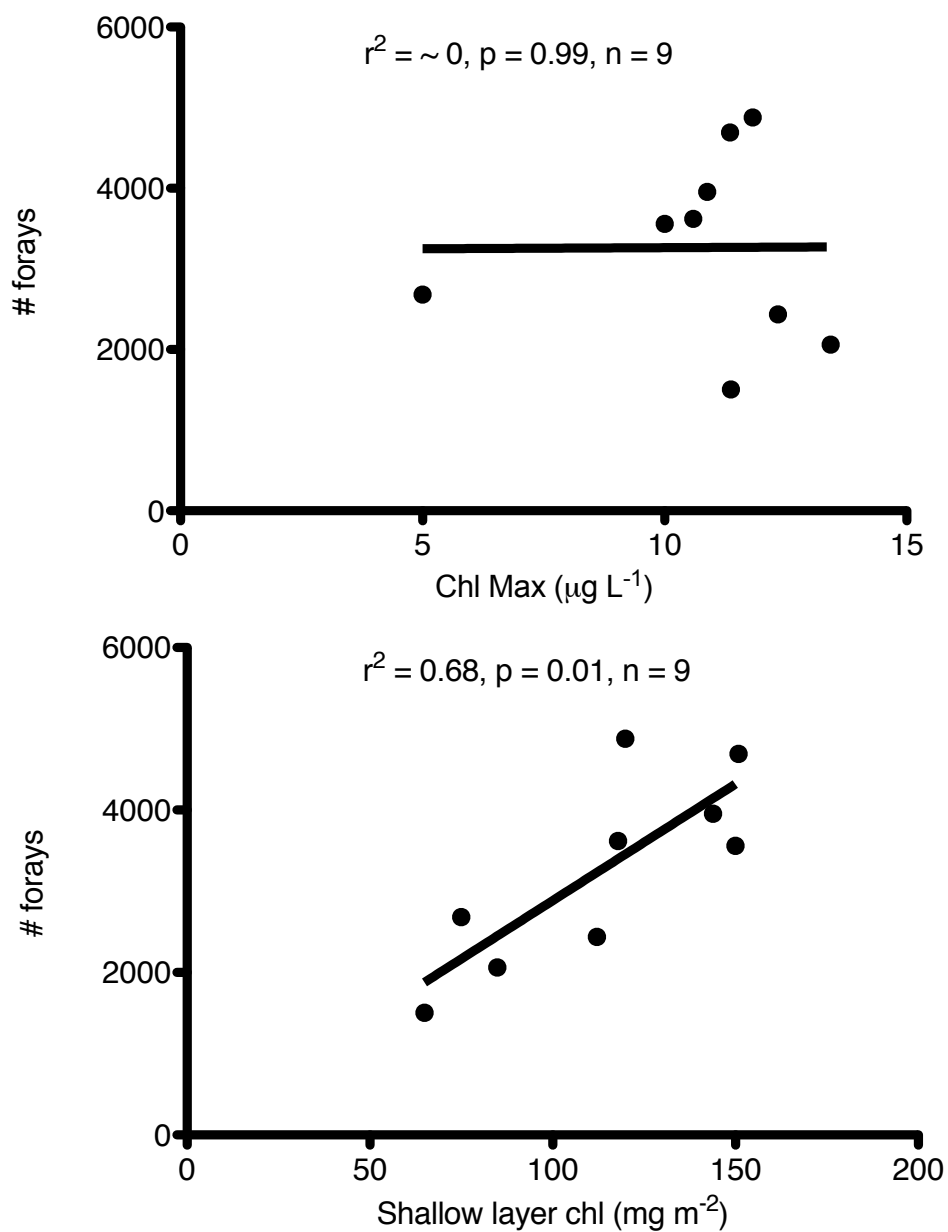 6000
r² = ~ 0, p = 0.99, n = 9
4000
# forays
2000
0
0 5 10 15
Chl Max (μg L⁻¹)
6000
r² = 0.68, p = 0.01, n = 9
4000
# forays
2000
0
0 50 100 150 200
Shallow layer chl (mg m⁻²)